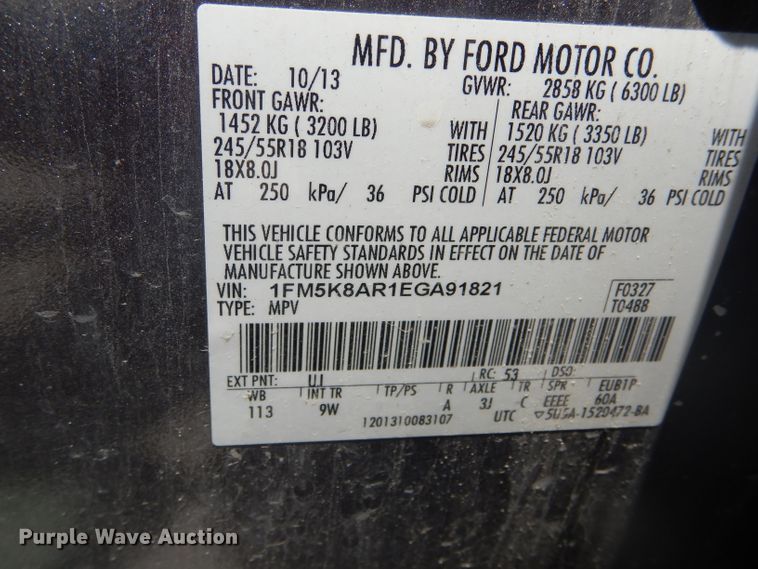 MFD. BY FORD MOTOR CO.
DATE: 10/13 GVWR: 2858 KG ( 6300 LB)
FRONT GAWR: REAR GAWR:
1452 KG ( 3200 LB) WITH 1520 KG ( 3350 LB) WITH
245/55R18 103V TIRES 245/55R18 103V TIRES
18X8.0J RIMS 18X8.0J RIMS
AT 250 kPa/ 36 PSI COLD AT 250 kPa/ 36 PSI COLD
THIS VEHICLE CONFORMS TO ALL APPLICABLE FEDERAL MOTOR
VEHICLE SAFETY STANDARDS IN EFFECT ON THE DATE OF
MANUFACTURE SHOWN ABOVE.
VIN: 1FM5K8AR1EGA91821 F0327
TYPE: MPV T04BB
EXT PNT: UJ RC: 53 DSO:
WB INT TR TP/PS R AXLE TR SPR EUB1P
113 9W A 3J C EEEE 60A
1201310083107 UTC 5U5A-1520472-BA
Purple Wave Auction